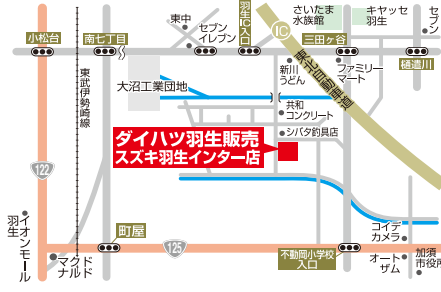 小松台
南七丁目
東中
セブン
イレブン
羽生IC入口
IC
さいたま
水族館
キヤッセ
羽生
三田ヶ谷
セブン
樋遣川
新川
うどん
ファミリー
マート
東北自動車道
東武伊勢崎線
大沼工業団地
共和
コンクリート
シバタ釣具店
ダイハツ羽生販売
スズキ羽生インター店
122
イオンモール
羽生
町屋
マクド
ナルド
125
不動岡小学校
入口
コイデ
カメラ
オート
ザム
加須
市役所